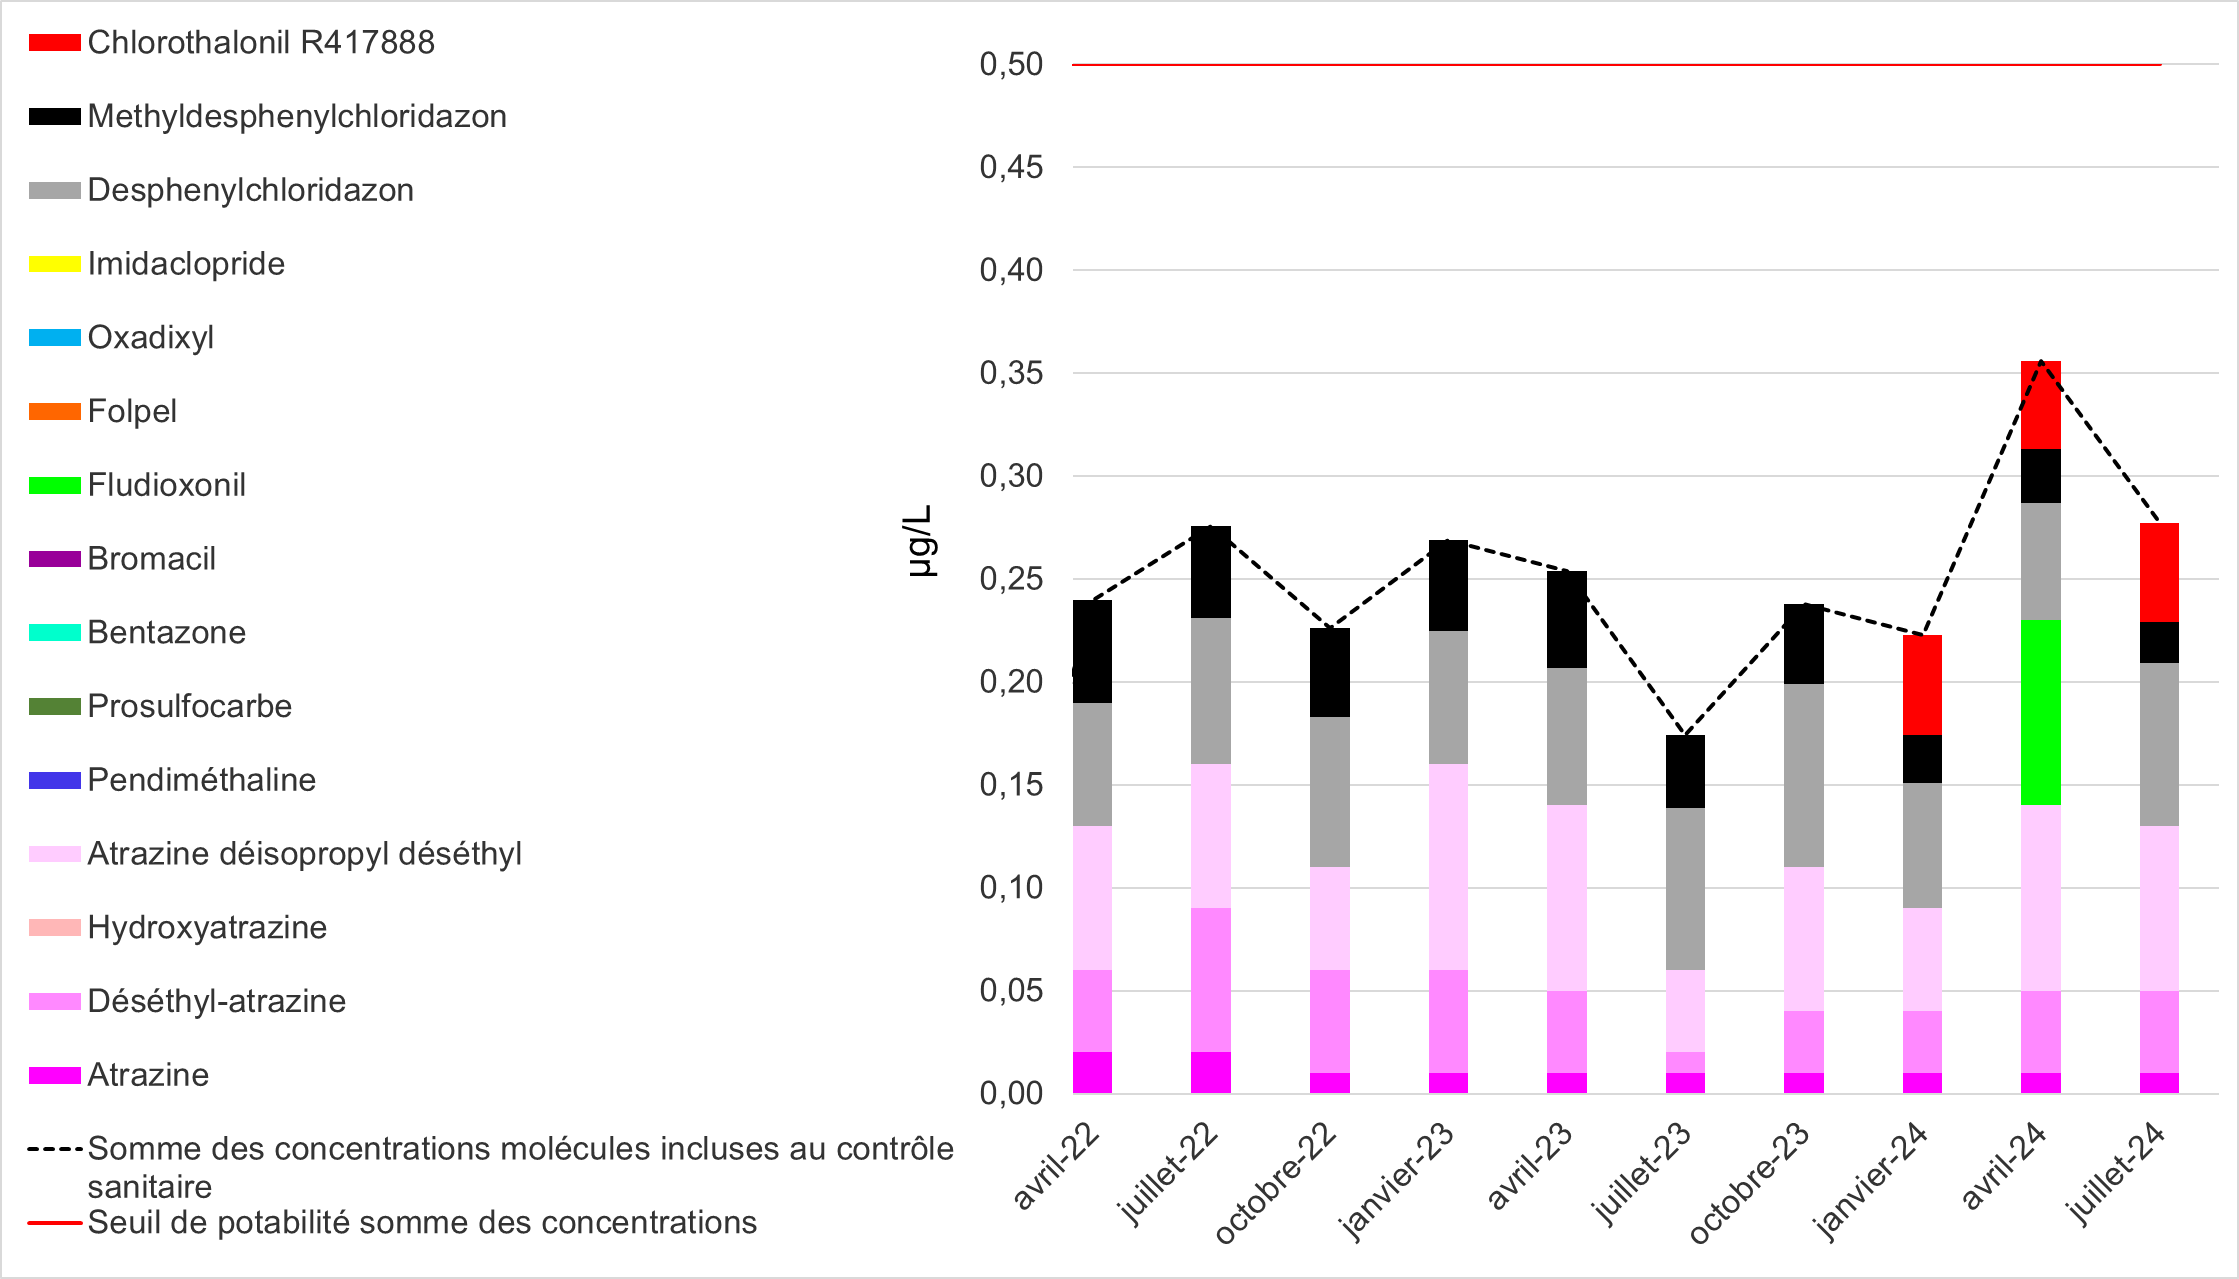 Chlorothalonil R417888
Methyldesphenylchloridazon
Desphenylchloridazon
Imidaclopride
Oxadixyl
Folpel
Fludioxonil
Bromacil
Bentazone
Prosulfocarbe
Pendiméthaline
Atrazine déisopropyl déséthyl
Hydroxyatrazine
Déséthyl-atrazine
Atrazine
Somme des concentrations molécules incluses au contrôle
sanitaire
Seuil de potabilité somme des concentrations
µg/L
0,50
0,45
0,40
0,35
0,30
0,25
0,20
0,15
0,10
0,05
0,00
avril-22
juillet-22
octobre-22
janvier-23
avril-23
juillet-23
octobre-23
janvier-24
avril-24
juillet-24